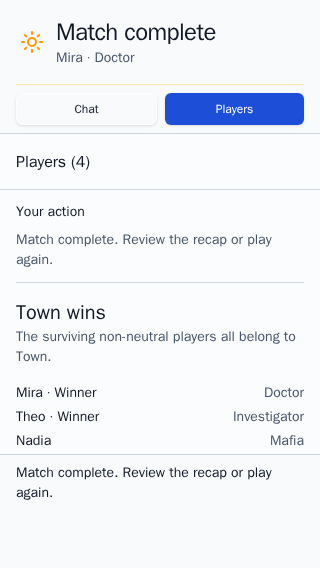 Match complete
Mira · Doctor
Chat
Players
Players (4)
Your action
Match complete. Review the recap or play
again.
Town wins
The surviving non-neutral players all belong to
Town.
Mira · Winner Doctor
Theo · Winner Investigator
Nadia Mafia
Match complete. Review the recap or play
again.